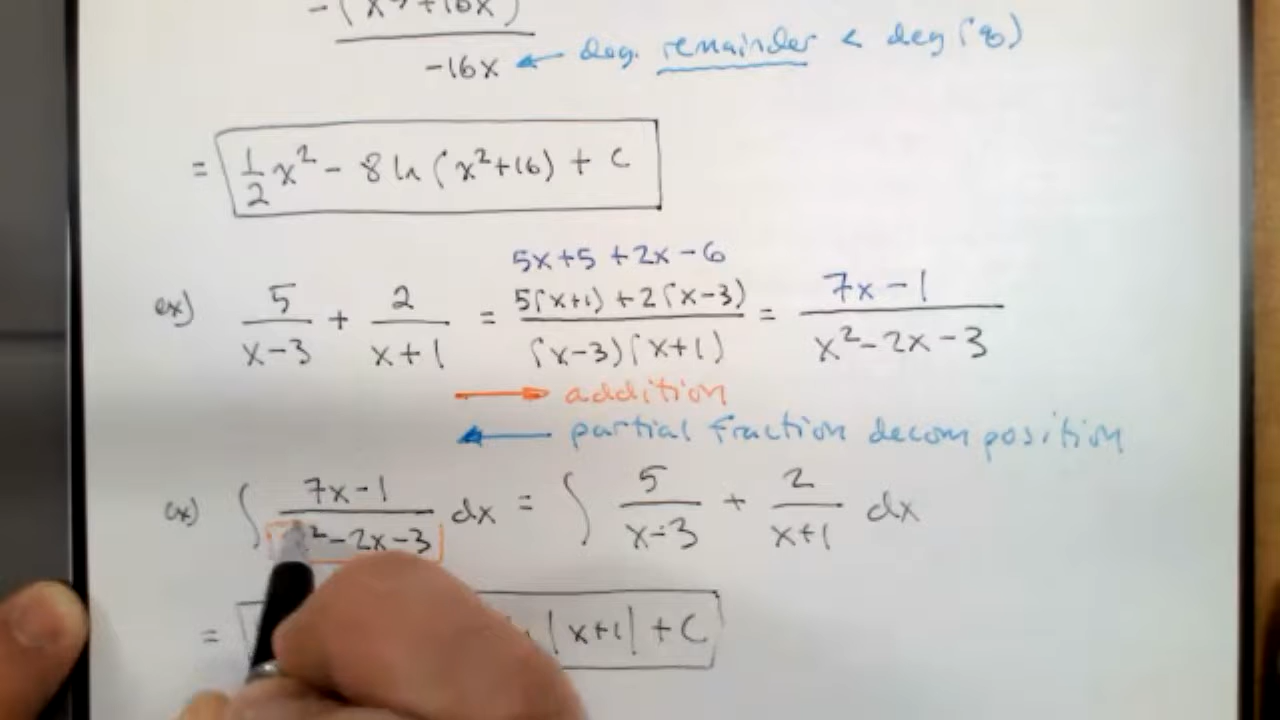 -(x³+16x)
-16x ← deg. remainder < deg(q)
= 1/2 x² - 8 ln(x²+16) + C
5x+5 +2x-6
ex) 5/(x-3) + 2/(x+1) = (5(x+1)+2(x-3))/((x-3)(x+1)) = (7x-1)/(x²-2x-3)
→ addition
← partial fraction decomposition
ex) ∫ (7x-1)/(x²-2x-3) dx = ∫ 5/(x-3) + 2/(x+1) dx
= |x+1| + C